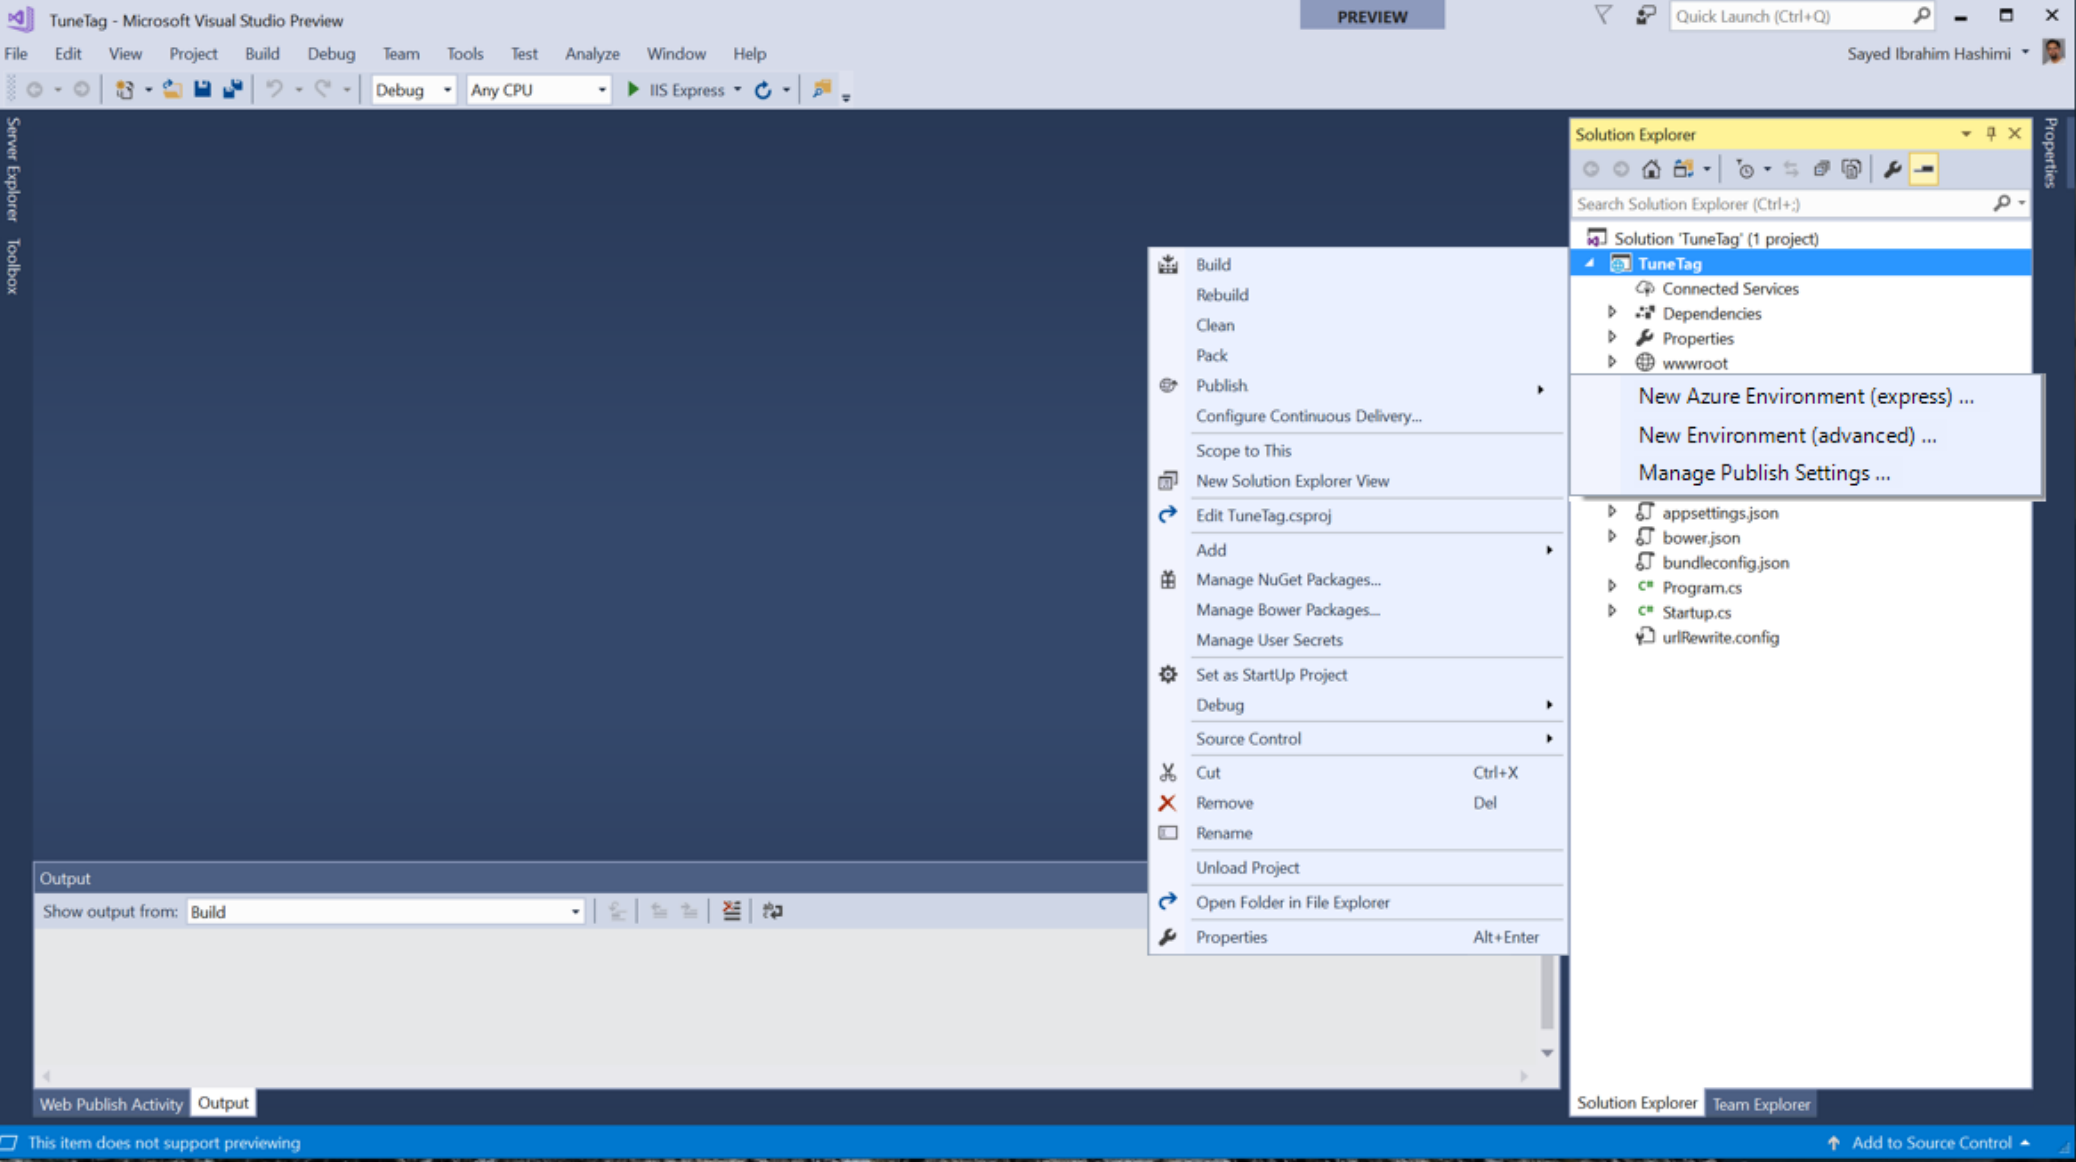 TuneTag - Microsoft Visual Studio Preview
PREVIEW
Quick Launch (Ctrl+Q)
File Edit View Project Build Debug Team Tools Test Analyze Window Help
Sayed Ibrahim Hashimi
Debug Any CPU IIS Express
Server Explorer
Toolbox
Build
Rebuild
Clean
Pack
Publish
Configure Continuous Delivery...
Scope to This
New Solution Explorer View
Edit TuneTag.csproj
Add
Manage NuGet Packages...
Manage Bower Packages...
Manage User Secrets
Set as StartUp Project
Debug
Source Control
Cut Ctrl+X
Remove Del
Rename
Unload Project
Open Folder in File Explorer
Properties Alt+Enter
Solution Explorer
Search Solution Explorer (Ctrl+;)
Solution 'TuneTag' (1 project)
TuneTag
Connected Services
Dependencies
Properties
wwwroot
New Azure Environment (express) ...
New Environment (advanced) ...
Manage Publish Settings ...
appsettings.json
bower.json
bundleconfig.json
C# Program.cs
C# Startup.cs
urlRewrite.config
Properties
Output
Show output from: Build
Web Publish Activity Output
Solution Explorer Team Explorer
This item does not support previewing
Add to Source Control